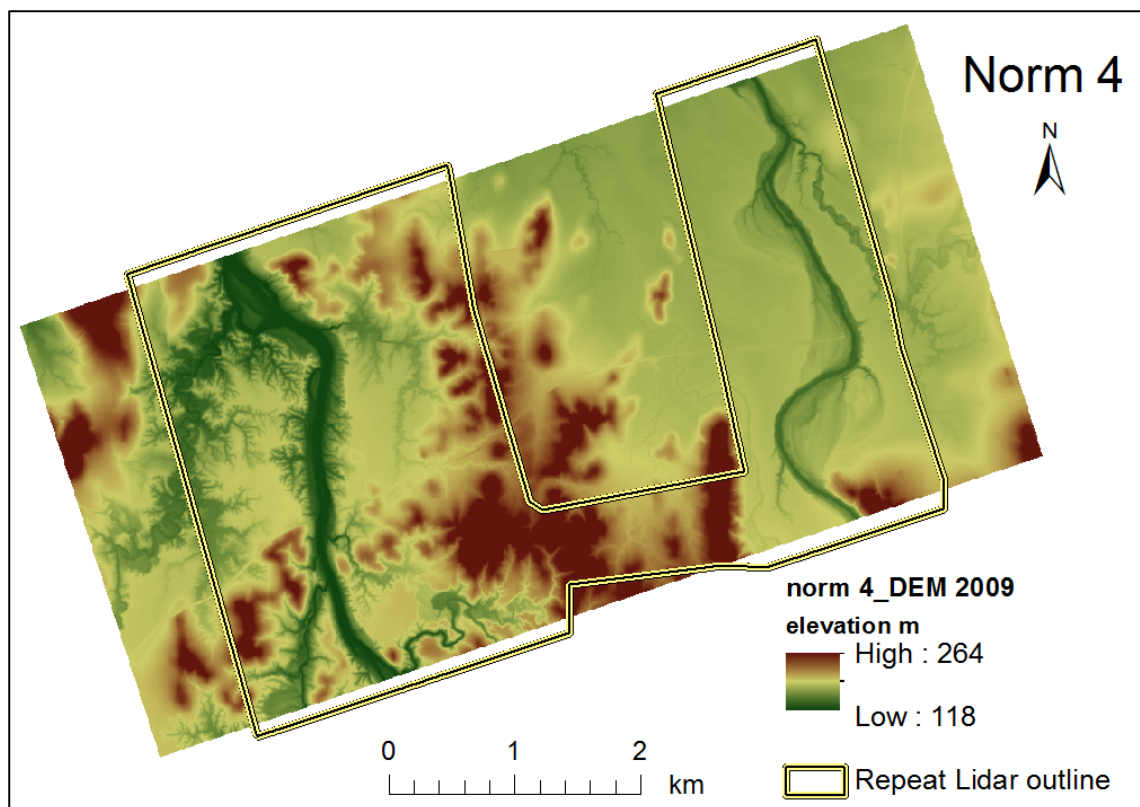 Norm 4
N
norm 4_DEM 2009
elevation m
High : 264
Low : 118
0 1 2
km
Repeat Lidar outline